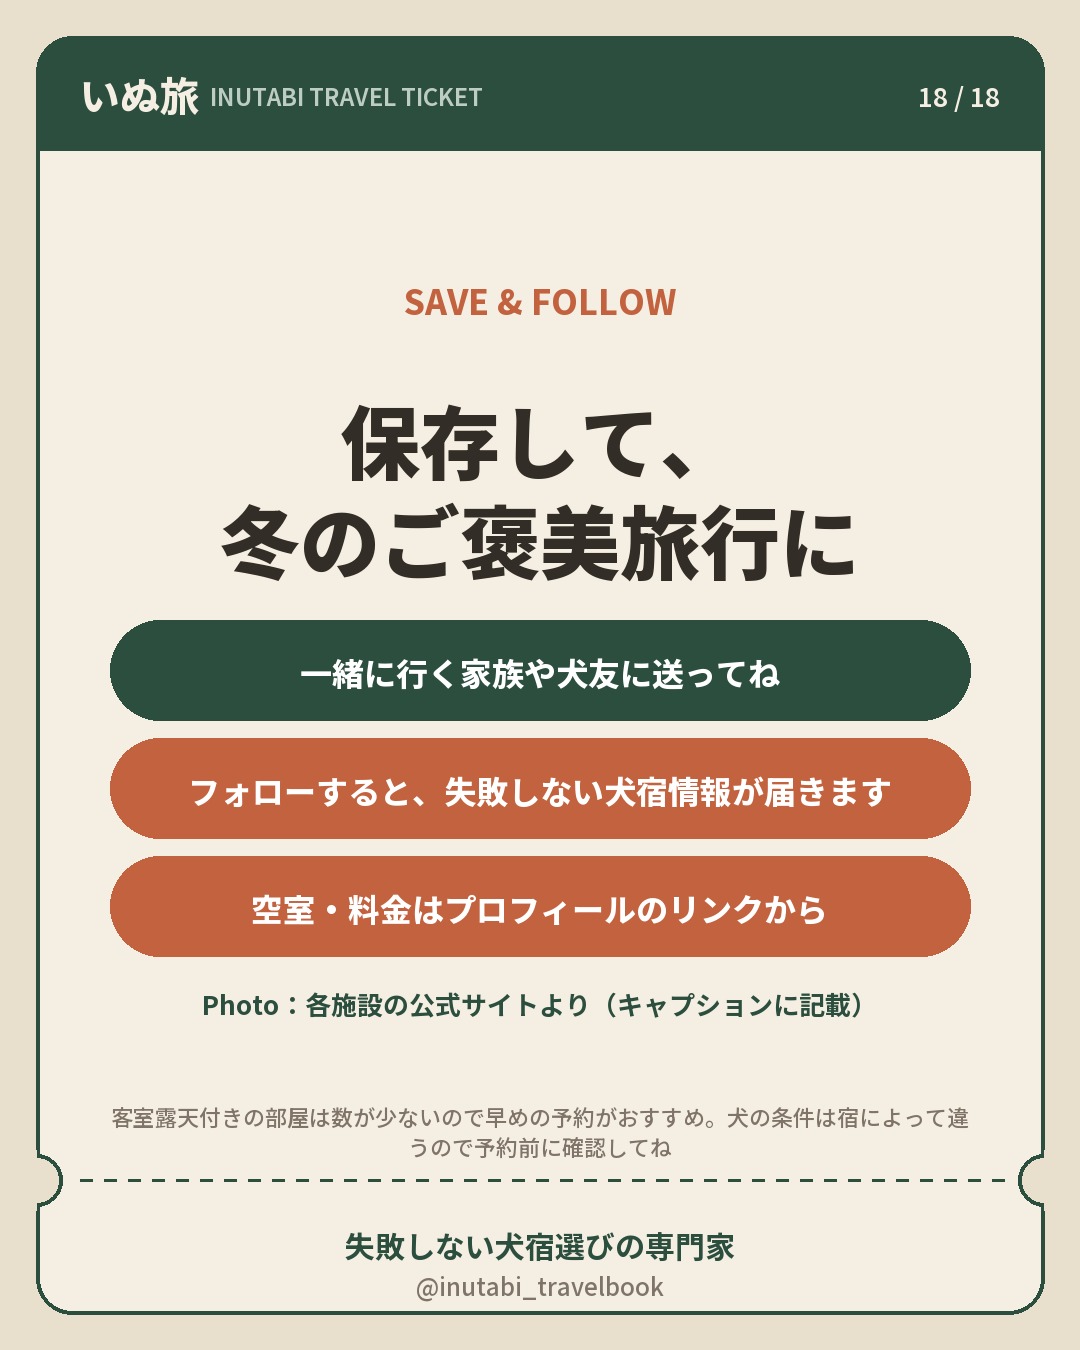 いぬ旅 INUTABI TRAVEL TICKET 18 / 18
SAVE & FOLLOW
保存して、
冬のご褒美旅行に
一緒に行く家族や犬友に送ってね
フォローすると、失敗しない犬宿情報が届きます
空室・料金はプロフィールのリンクから
Photo：各施設の公式サイトより（キャプションに記載）
客室露天付きの部屋は数が少ないので早めの予約がおすすめ。犬の条件は宿によって違
うので予約前に確認してね
失敗しない犬宿選びの専門家
@inutabi_travelbook